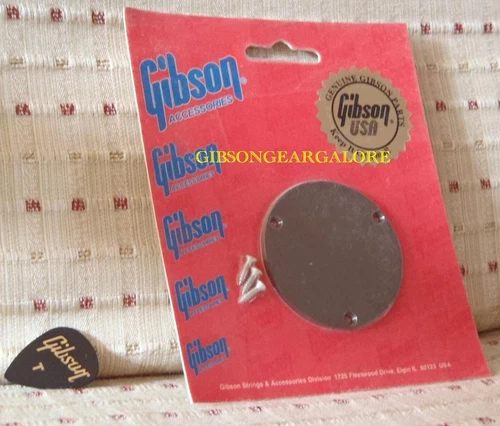 Gibson
ACCESSORIES
GENUINE GIBSON PARTS
Gibson
USA
Keep
GIBSONGEARGALORE
Gibson
ACCESSORIES
Gibson
ACCESSORIES
Gibson
ACCESSORIES
Gibson
ACCESSORIES
Gibson
T
Gibson Strings & Accessories Division 1725 Fleetwood Drive, Elgin IL 60123 USA